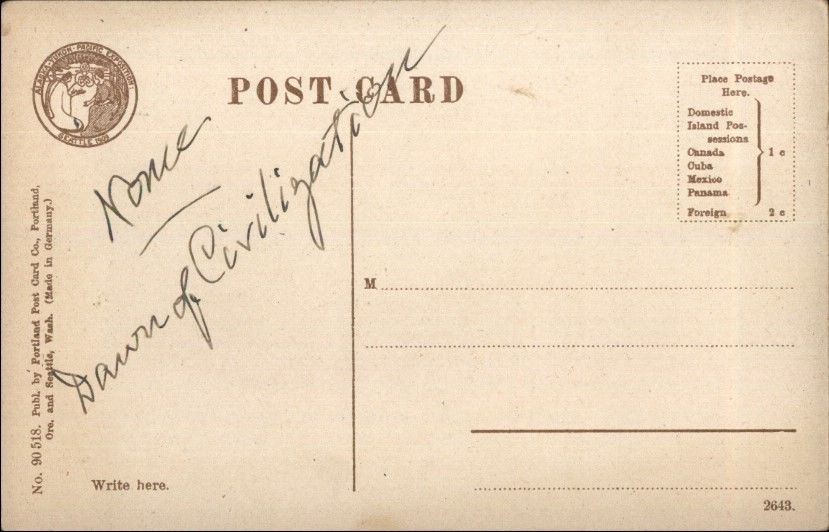 ALASKA · YUKON · PACIFIC EXPOSITION
SEATTLE 1909
POST CARD
Place Postage
Here.
Domestic
Island Pos-
sessions
Canada
Cuba
Mexico
Panama
1 c
Foreign 2 c
Nome
Dawn of Civilization
M
No. 90 518. Publ. by Portland Post Card Co., Portland,
Ore. and Seattle, Wash. (Made in Germany.)
Write here.
2643.